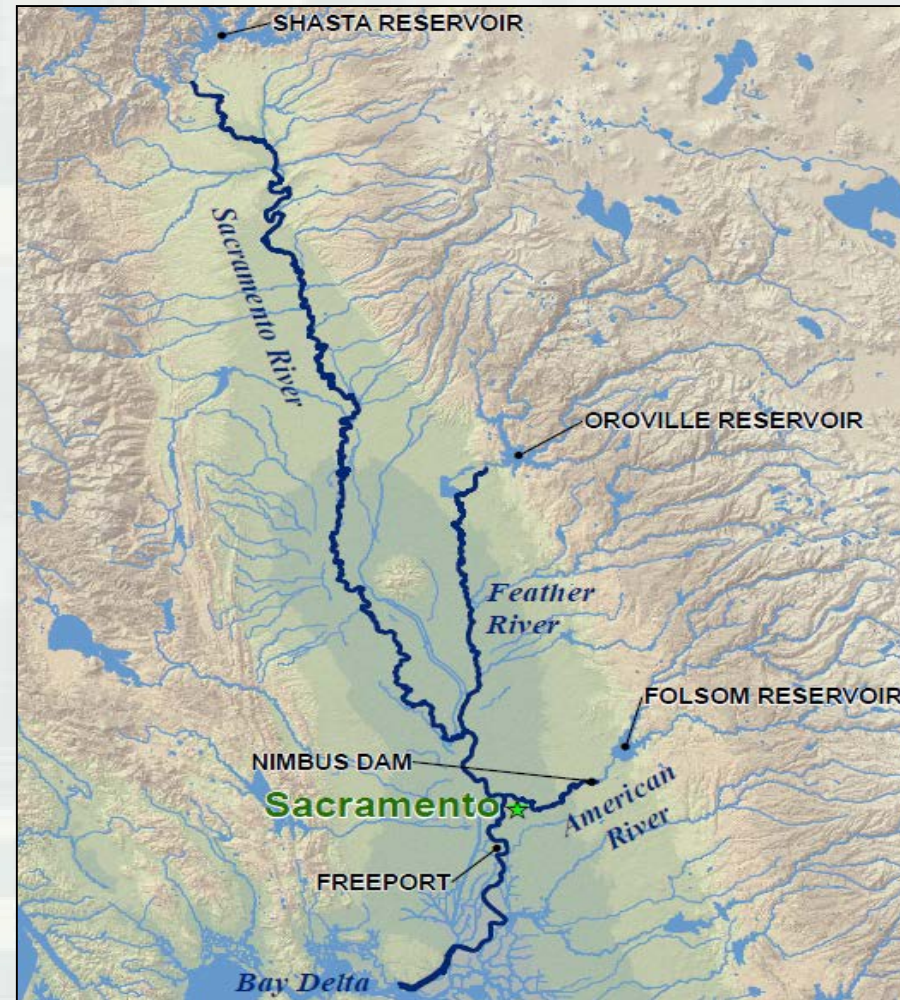 SHASTA RESERVOIR
Sacramento River
OROVILLE RESERVOIR
Feather
River
FOLSOM RESERVOIR
NIMBUS DAM
Sacramento
American
River
FREEPORT
Bay Delta